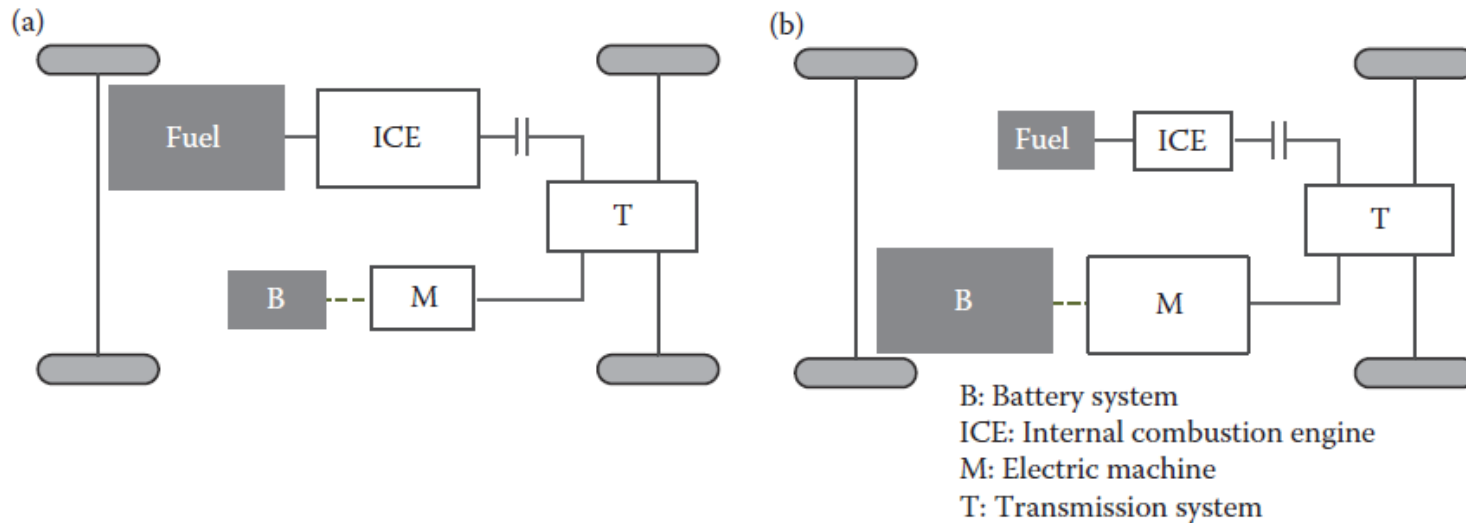 (a)
Fuel
ICE
T
B
M
(b)
Fuel
ICE
T
B
M
B: Battery system
ICE: Internal combustion engine
M: Electric machine
T: Transmission system